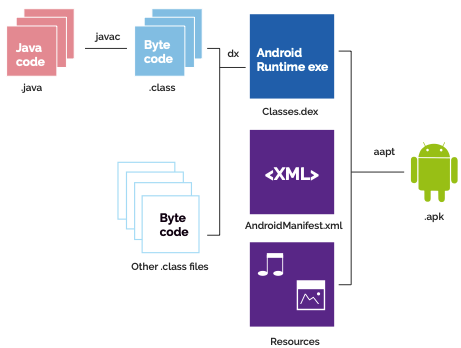 Java
code
.java
javac
Byte
code
.class
dx
Android
Runtime exe
Classes.dex
Byte
code
Other .class files
<XML>
AndroidManifest.xml
aapt
.apk
Resources